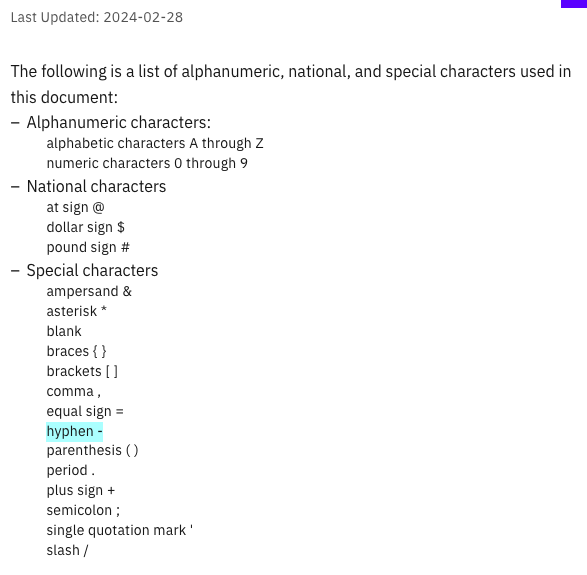 Last Updated: 2024-02-28
The following is a list of alphanumeric, national, and special characters used in
this document:
– Alphanumeric characters:
alphabetic characters A through Z
numeric characters 0 through 9
– National characters
at sign @
dollar sign $
pound sign #
– Special characters
ampersand &
asterisk *
blank
braces { }
brackets [ ]
comma ,
equal sign =
hyphen -
parenthesis ( )
period .
plus sign +
semicolon ;
single quotation mark '
slash /